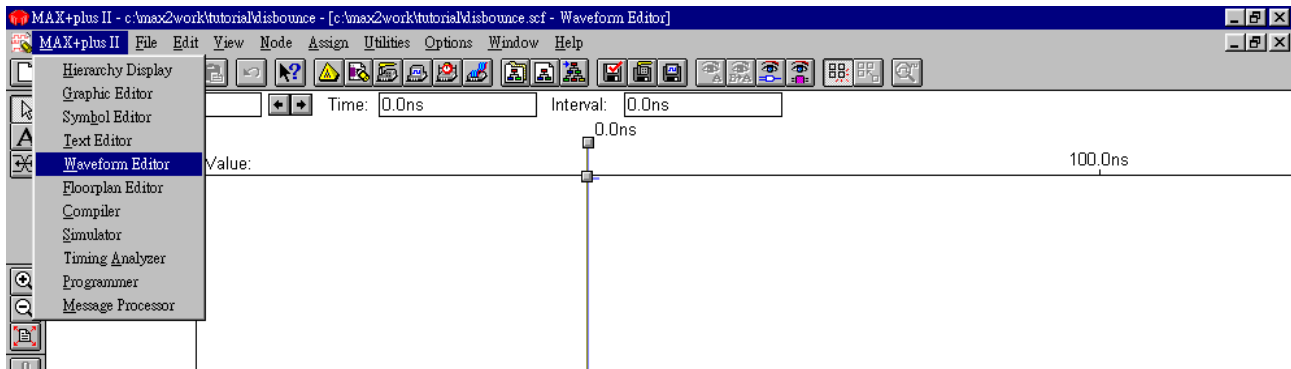 MAX+plus II - c:\max2work\tutorial\disbounce - [c:\max2work\tutorial\disbounce.scf - Waveform Editor]
MAX+plus II File Edit View Node Assign Utilities Options Window Help
Hierarchy Display
Graphic Editor
Symbol Editor
Text Editor
Waveform Editor
Floorplan Editor
Compiler
Simulator
Timing Analyzer
Programmer
Message Processor
Time: 0.0ns Interval: 0.0ns
0.0ns
Value: 100.0ns
A